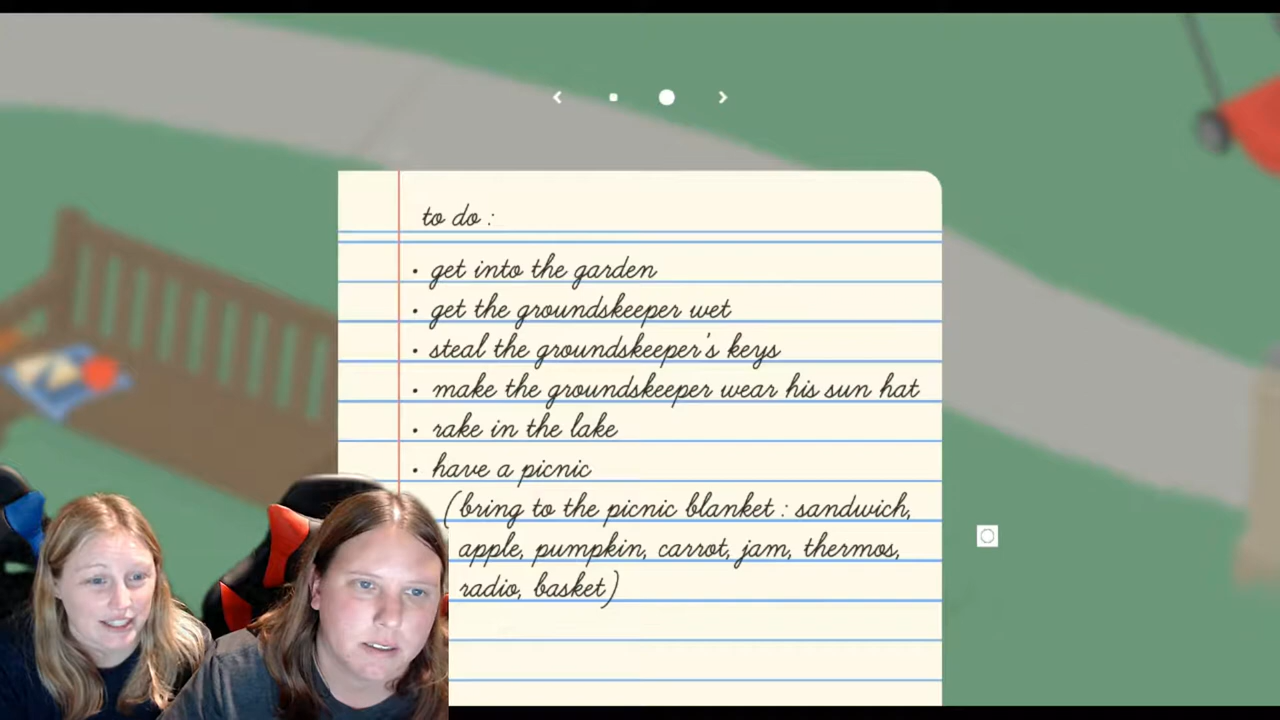 to do :
• get into the garden
• get the groundskeeper wet
• steal the groundskeeper's keys
• make the groundskeeper wear his sun hat
• rake in the lake
• have a picnic
(bring to the picnic blanket : sandwich,
apple, pumpkin, carrot, jam, thermos,
radio, basket)